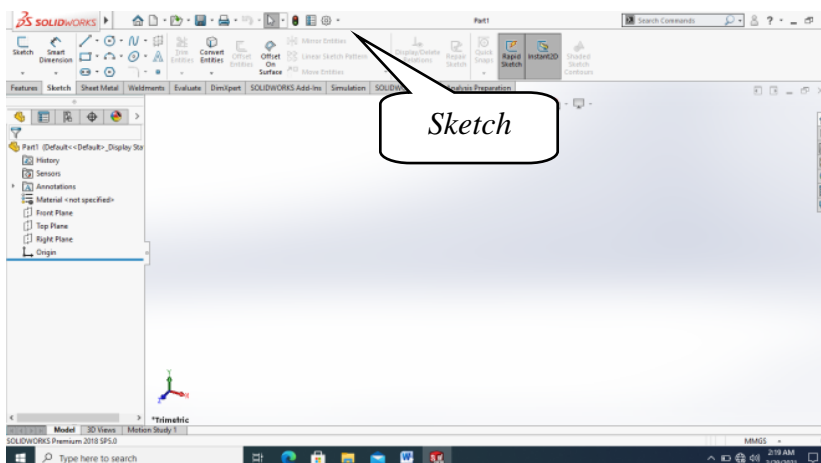 SOLIDWORKS
Part1
Search Commands
Sketch
Smart Dimension
Trim Entities
Convert Entities
Offset Entities
Offset On Surface
Mirror Entities
Linear Sketch Pattern
Move Entities
Display/Delete Relations
Repair Sketch
Quick Snaps
Rapid Sketch
Instant2D
Shaded Sketch Contours
Features Sketch Sheet Metal Weldments Evaluate DimXpert SOLIDWORKS Add-Ins Simulation Analysis Preparation
Sketch
Part1 (Default<<Default>_Display Sta
History
Sensors
Annotations
Material <not specified>
Front Plane
Top Plane
Right Plane
Origin
*Trimetric
Model 3D Views Motion Study 1
SOLIDWORKS Premium 2018 SP5.0
MMGS
Type here to search
2:19 AM